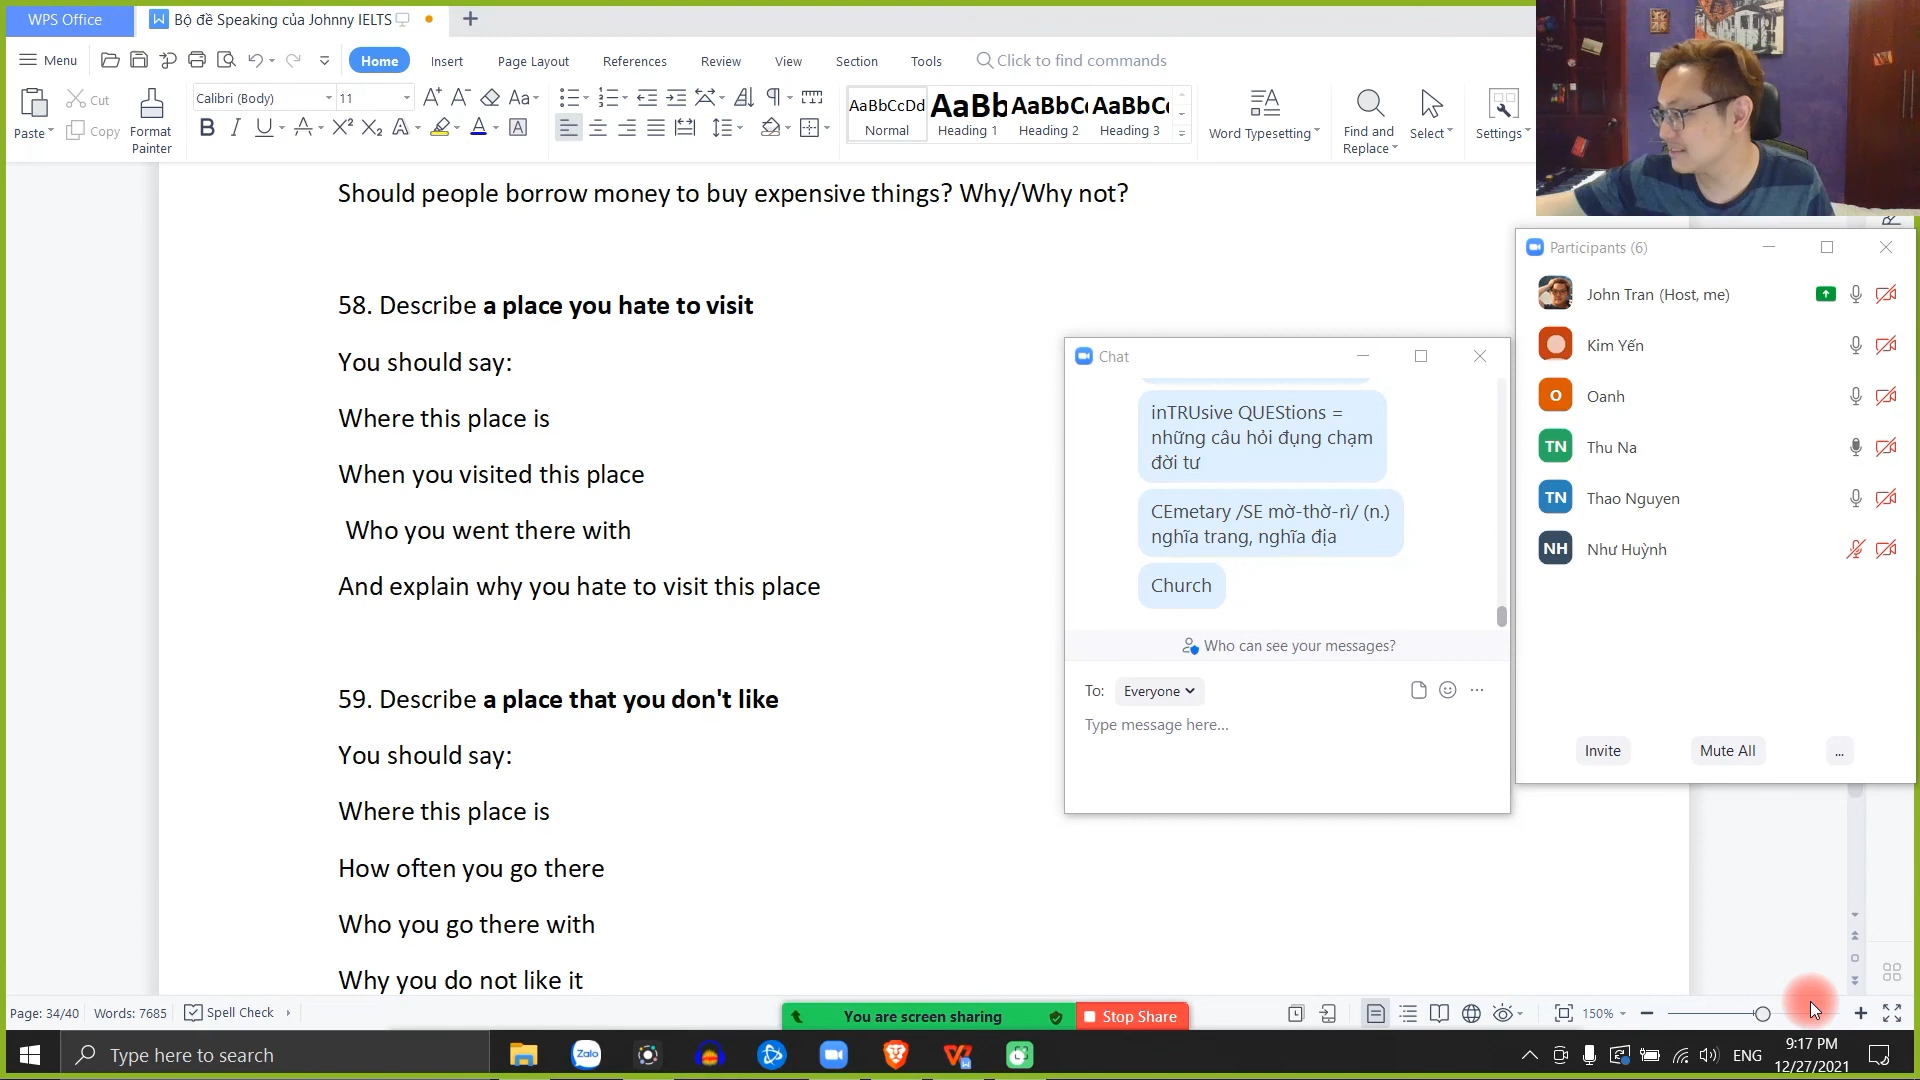 WPS Office
Bộ đề Speaking của Johnny IELTS
Menu
Home
Insert
Page Layout
References
Review
View
Section
Tools
Click to find commands
Paste
Cut
Copy
Format
Painter
Calibri (Body)
11
AaBbCcDd
Normal
AaBb
Heading 1
AaBbC
Heading 2
AaBbC
Heading 3
Word Typesetting
Find and
Replace
Select
Settings
Should people borrow money to buy expensive things? Why/Why not?
58. Describe a place you hate to visit
You should say:
Where this place is
When you visited this place
Who you went there with
And explain why you hate to visit this place
59. Describe a place that you don't like
You should say:
Where this place is
How often you go there
Who you go there with
Why you do not like it
Chat
inTRUsive QUEStions =
những câu hỏi đụng chạm
đời tư
CEmetary /SE mờ-thờ-rì/ (n.)
nghĩa trang, nghĩa địa
Church
Who can see your messages?
To: Everyone
Type message here...
Participants (6)
John Tran (Host, me)
Kim Yến
O Oanh
TN Thu Na
TN Thao Nguyen
NH Như Huỳnh
Invite
Mute All
...
Page: 34/40
Words: 7685
Spell Check
You are screen sharing
Stop Share
150%
Type here to search
Zalo
ENG
9:17 PM
12/27/2021